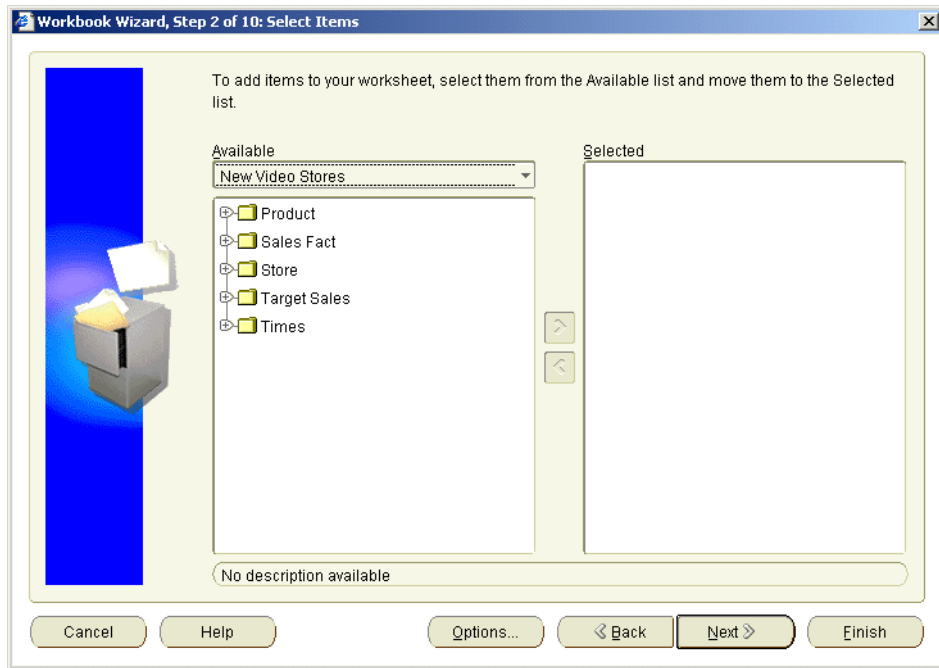 Workbook Wizard, Step 2 of 10: Select Items
To add items to your worksheet, select them from the Available list and move them to the Selected
list.
Available
Selected
New Video Stores
Product
Sales Fact
Store
Target Sales
Times
No description available
Cancel
Help
Options...
Back
Next
Finish